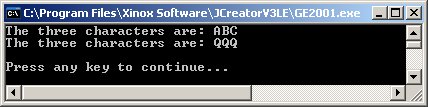 C:\Program Files\Xinox Software\JCreatorV3LE\GE2001.exe
The three characters are: ABC
The three characters are: QQQ
Press any key to continue...